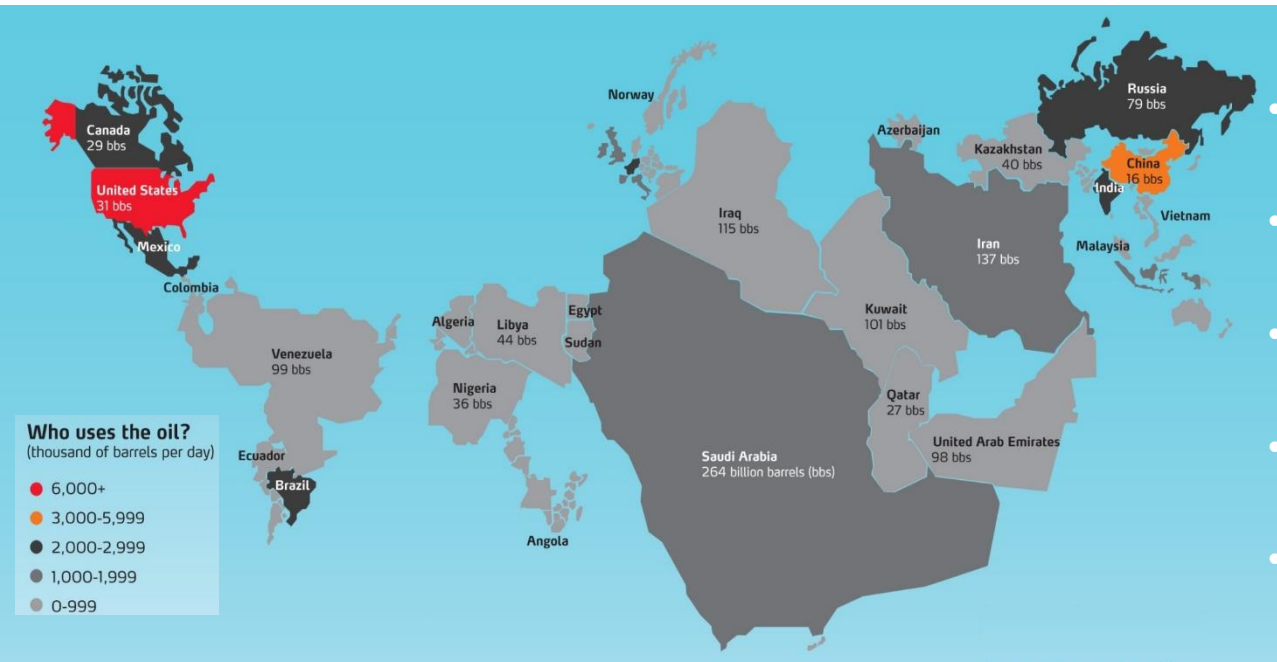 Norway
Russia
79 bbs
Canada
29 bbs
Azerbaijan
Kazakhstan
40 bbs
China
16 bbs
United States
31 bbs
India
Iraq
115 bbs
Vietnam
Mexico
Iran
137 bbs
Malaysia
Colombia
Kuwait
101 bbs
Algeria
Libya
44 bbs
Egypt
Sudan
Venezuela
99 bbs
Nigeria
36 bbs
Qatar
27 bbs
United Arab Emirates
98 bbs
Saudi Arabia
264 billion barrels (bbs)
Ecuador
Brazil
Angola
Who uses the oil?
(thousand of barrels per day)
6,000+
3,000-5,999
2,000-2,999
1,000-1,999
0-999